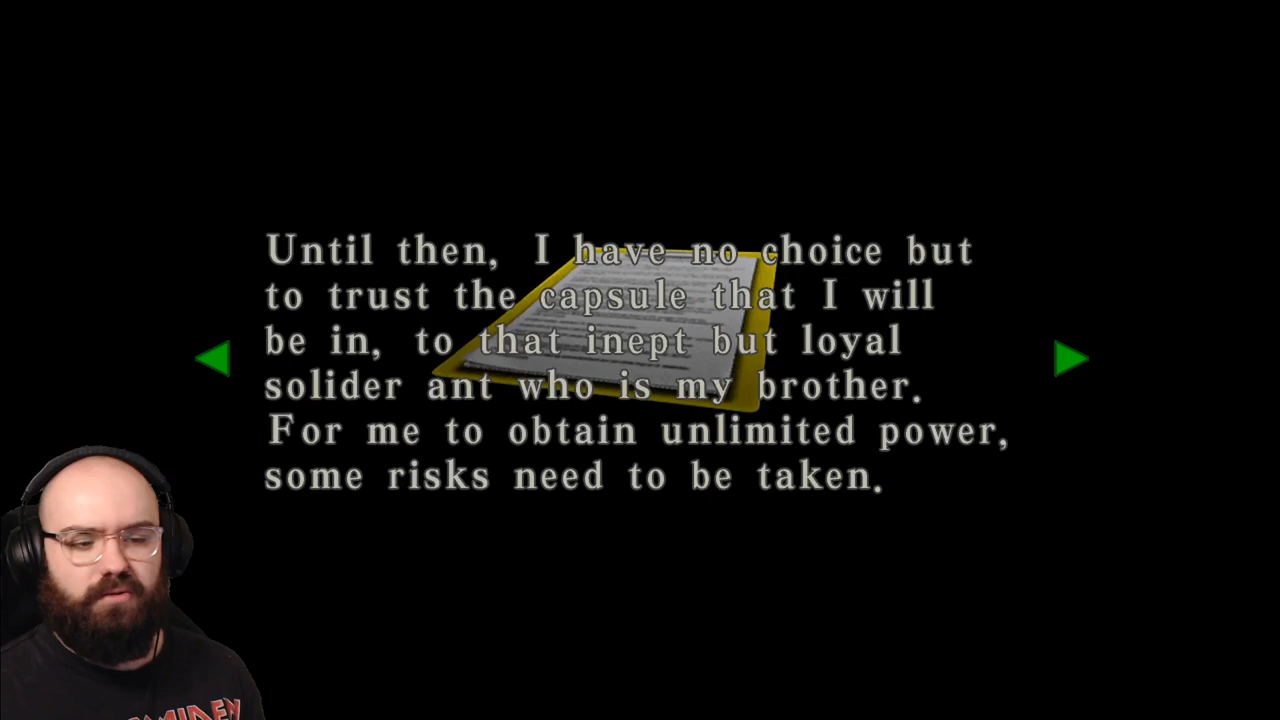 Until then, I have no choice but
to trust the capsule that I will
be in, to that inept but loyal
solider ant who is my brother.
For me to obtain unlimited power,
some risks need to be taken.
MAIDEN